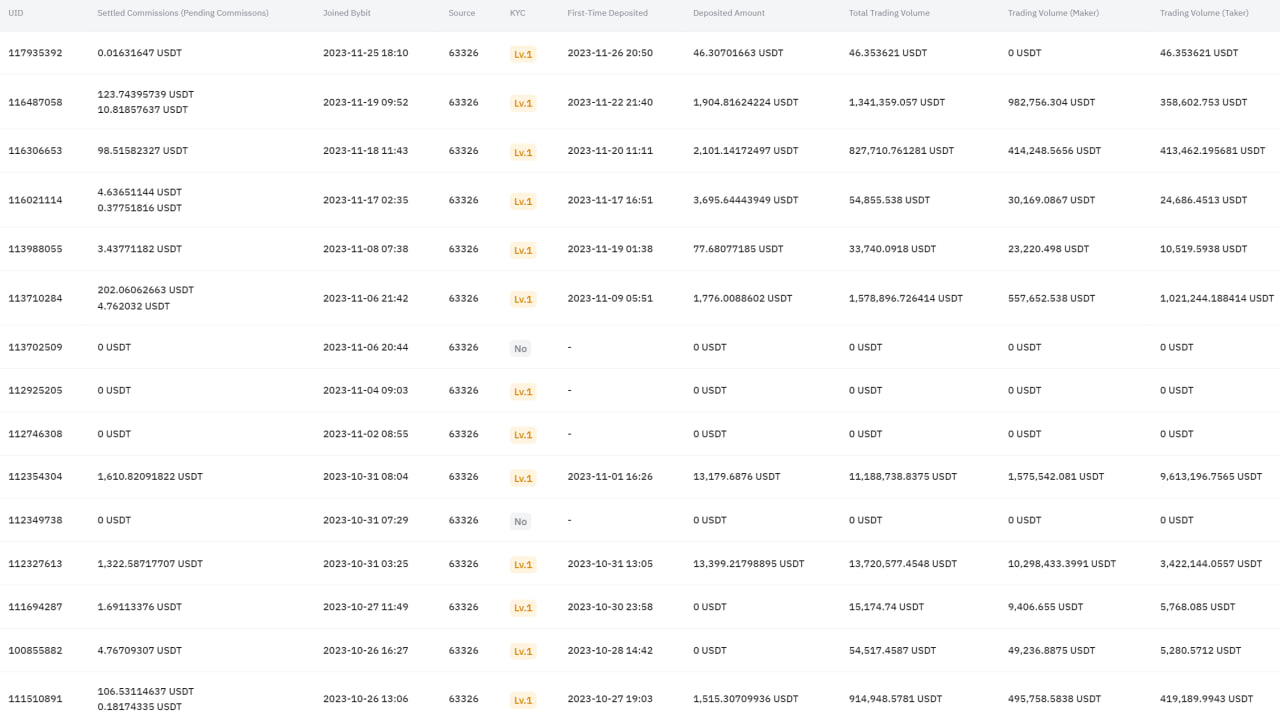 UID Settled Commissions (Pending Commissons) Joined Bybit Source KYC First-Time Deposited Deposited Amount Total Trading Volume Trading Volume (Maker) Trading Volume (Taker)
117935392 0.01631647 USDT 2023-11-25 18:10 63326 Lv.1 2023-11-26 20:50 46.30701663 USDT 46.353621 USDT 0 USDT 46.353621 USDT
123.74395739 USDT
116487058 2023-11-19 09:52 63326 Lv.1 2023-11-22 21:40 1,904.81624224 USDT 1,341,359.057 USDT 982,756.304 USDT 358,602.753 USDT
10.81857637 USDT
116306653 98.51582327 USDT 2023-11-18 11:43 63326 Lv.1 2023-11-20 11:11 2,101.14172497 USDT 827,710.761281 USDT 414,248.5656 USDT 413,462.195681 USDT
4.63651144 USDT
116021114 2023-11-17 02:35 63326 Lv.1 2023-11-17 16:51 3,695.64443949 USDT 54,855.538 USDT 30,169.0867 USDT 24,686.4513 USDT
0.37751816 USDT
113988055 3.43771182 USDT 2023-11-08 07:38 63326 Lv.1 2023-11-19 01:38 77.68077185 USDT 33,740.0918 USDT 23,220.498 USDT 10,519.5938 USDT
202.06062663 USDT
113710284 2023-11-06 21:42 63326 Lv.1 2023-11-09 05:51 1,776.0088602 USDT 1,578,896.726414 USDT 557,652.538 USDT 1,021,244.188414 USDT
4.762032 USDT
113702509 0 USDT 2023-11-06 20:44 63326 No - 0 USDT 0 USDT 0 USDT 0 USDT
112925205 0 USDT 2023-11-04 09:03 63326 Lv.1 - 0 USDT 0 USDT 0 USDT 0 USDT
112746308 0 USDT 2023-11-02 08:55 63326 Lv.1 - 0 USDT 0 USDT 0 USDT 0 USDT
112354304 1,610.82091822 USDT 2023-10-31 08:04 63326 Lv.1 2023-11-01 16:26 13,179.6876 USDT 11,188,738.8375 USDT 1,575,542.081 USDT 9,613,196.7565 USDT
112349738 0 USDT 2023-10-31 07:29 63326 No - 0 USDT 0 USDT 0 USDT 0 USDT
112327613 1,322.58717707 USDT 2023-10-31 03:25 63326 Lv.1 2023-10-31 13:05 13,399.21798895 USDT 13,720,577.4548 USDT 10,298,433.3991 USDT 3,422,144.0557 USDT
111694287 1.69113376 USDT 2023-10-27 11:49 63326 Lv.1 2023-10-30 23:58 0 USDT 15,174.74 USDT 9,406.655 USDT 5,768.085 USDT
100855882 4.76709307 USDT 2023-10-26 16:27 63326 Lv.1 2023-10-28 14:42 0 USDT 54,517.4587 USDT 49,236.8875 USDT 5,280.5712 USDT
106.53114637 USDT
111510891 2023-10-26 13:06 63326 Lv.1 2023-10-27 19:03 1,515.30709936 USDT 914,948.5781 USDT 495,758.5838 USDT 419,189.9943 USDT
0.18174335 USDT